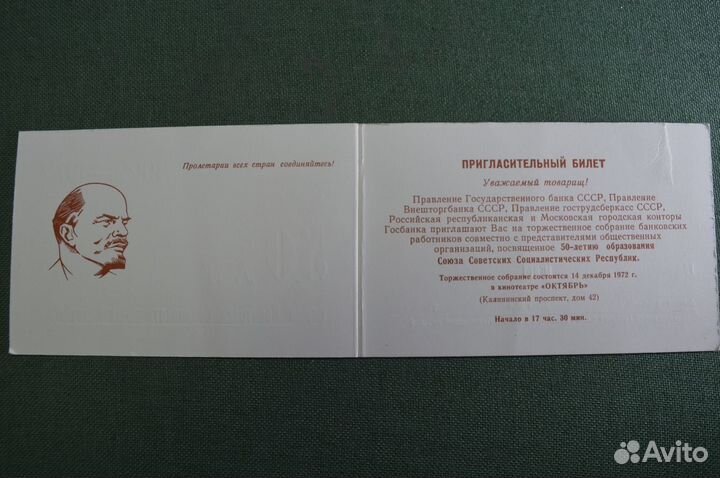 Пролетарии всех стран соединяйтесь!
ПРИГЛАСИТЕЛЬНЫЙ БИЛЕТ
Уважаемый товарищ!
Правление Государственного банка СССР, Правление
Внешторгбанка СССР, Правление гострудсберкасс СССР,
Российская республиканская и Московская городская конторы
Госбанка приглашают Вас на торжественное собрание банковских
работников совместно с представителями общественных
организаций, посвященное 50-летию образования
Союза Советских Социалистических Республик.
Торжественное собрание состоится 14 декабря 1972 г.
в кинотеатре «ОКТЯБРЬ»
(Калининский проспект, дом 42)
Начало в 17 час. 30 мин.
Avito